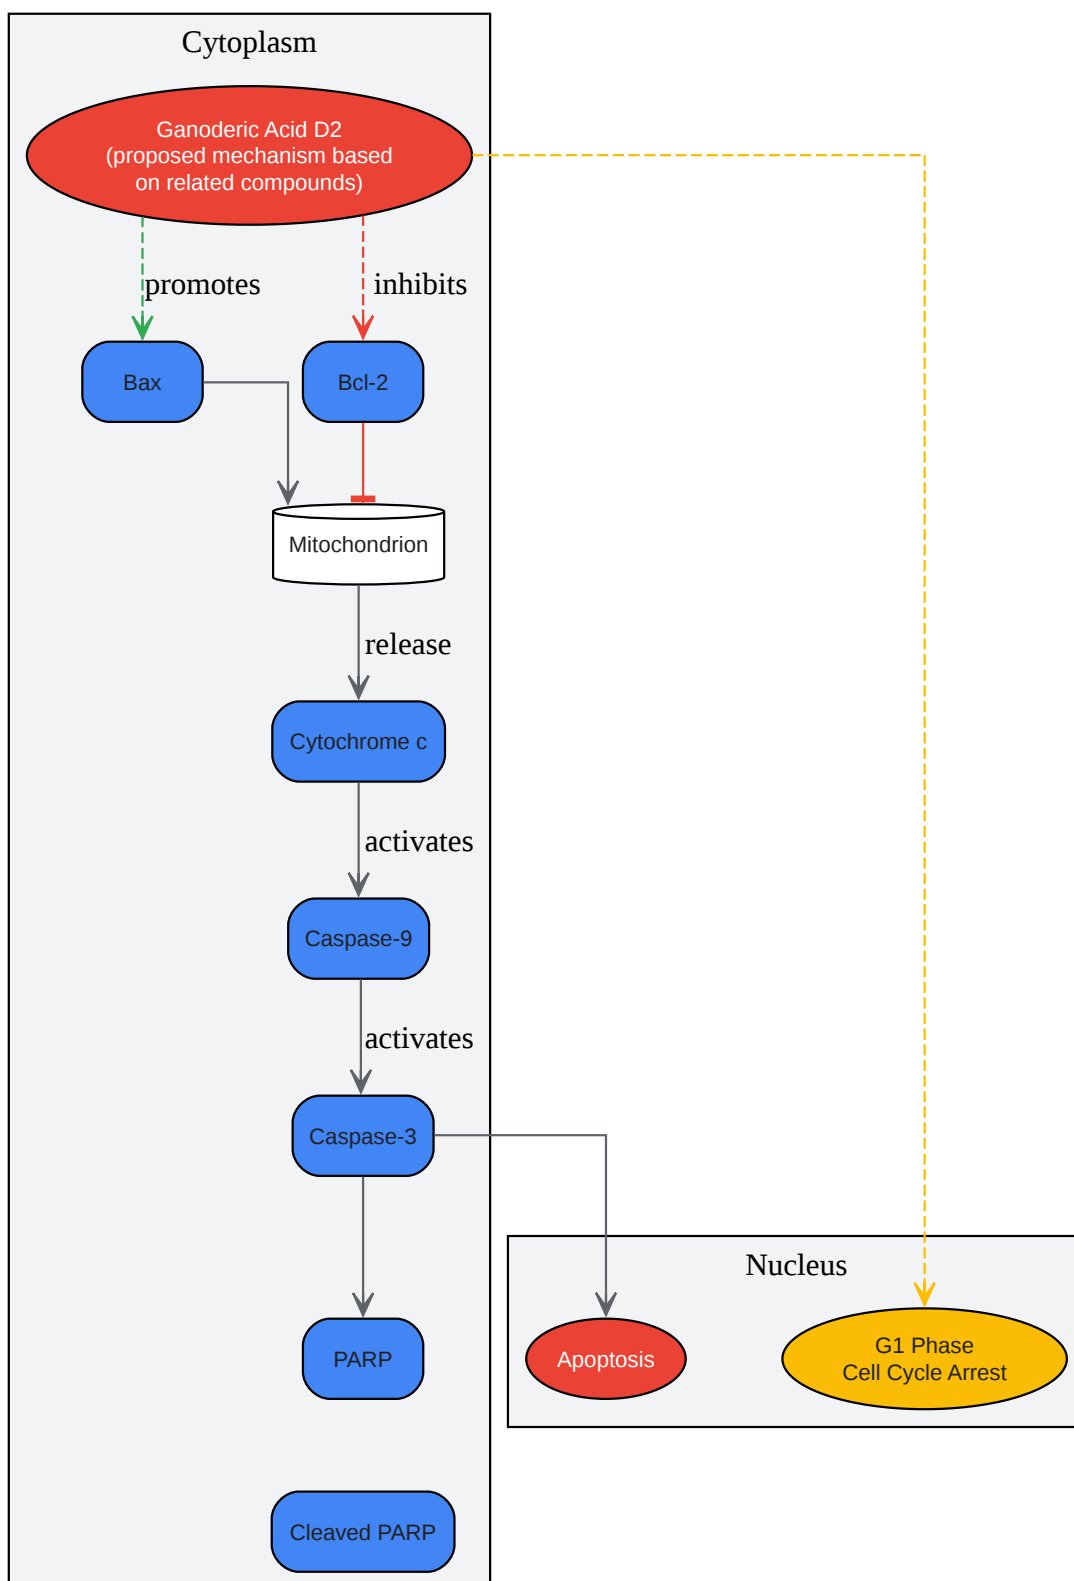 Cytoplasm
Ganoderic Acid D2
(proposed mechanism based
on related compounds)
promotes
inhibits
Bax
Bcl-2
Mitochondrion
release
Cytochrome c
activates
Caspase-9
activates
Caspase-3
Nucleus
PARP
Apoptosis
G1 Phase
Cell Cycle Arrest
Cleaved PARP